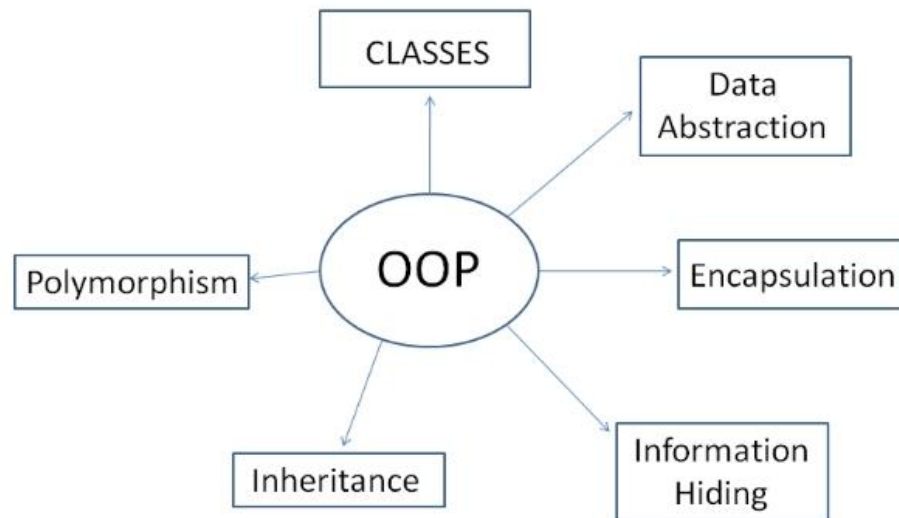 CLASSES
Data
Abstraction
OOP
Polymorphism
Encapsulation
Inheritance
Information
Hiding